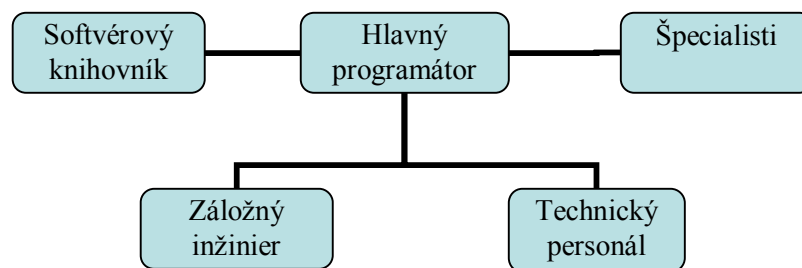 Softvérový
knihovník
Hlavný
programátor
Špecialisti
Záložný
inžinier
Technický
personál